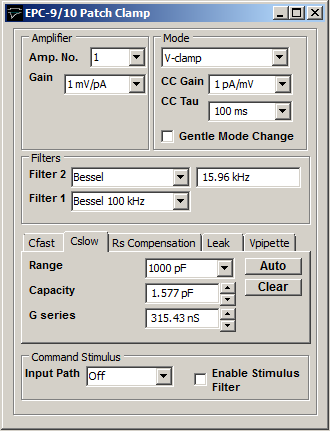 EPC-9/10 Patch Clamp
Amplifier
Amp. No. 1
Gain 1 mV/pA
Mode
V-clamp
CC Gain 1 pA/mV
CC Tau 100 ms
Gentle Mode Change
Filters
Filter 2 Bessel 15.96 kHz
Filter 1 Bessel 100 kHz
Cfast Cslow Rs Compensation Leak Vpipette
Range 1000 pF Auto
Capacity 1.577 pF Clear
G series 315.43 nS
Command Stimulus
Input Path Off Enable Stimulus
Filter